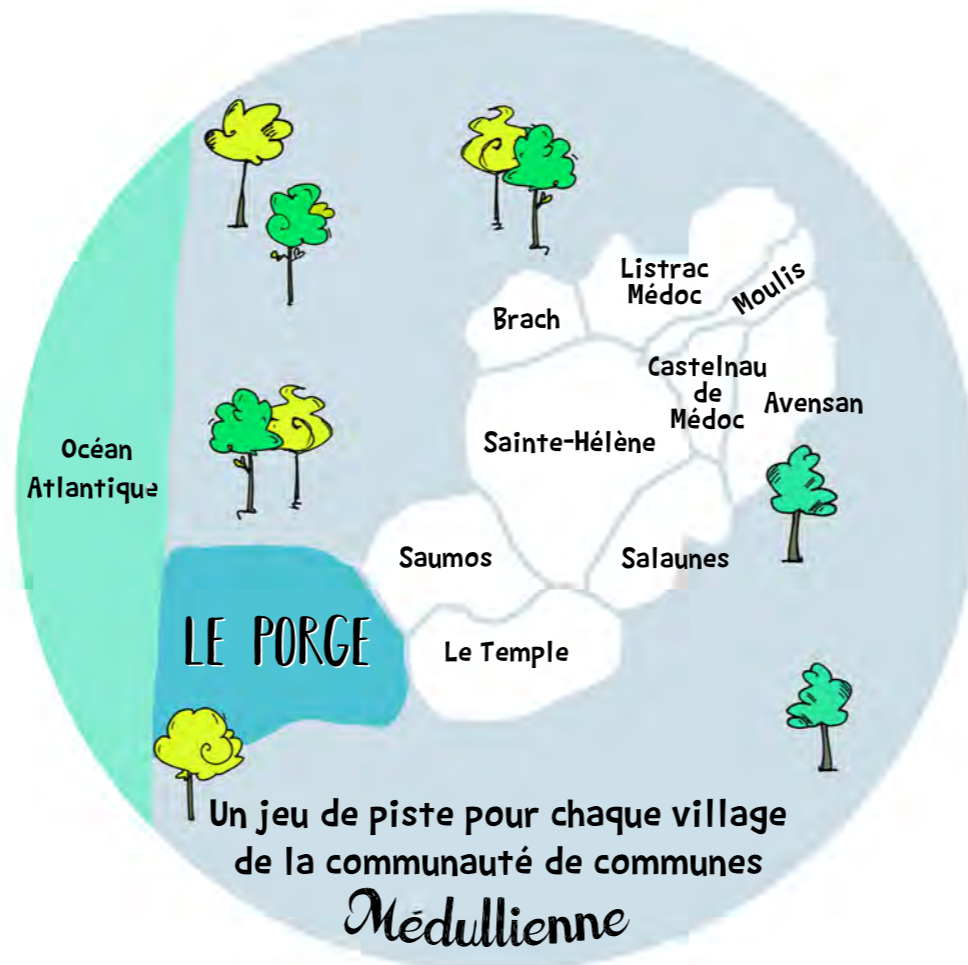 Listrac
Médoc
Moulis
Brach
Castelnau
de
Médoc
Avensan
Sainte-Hélène
Océan
Atlantique
Saumos
Salaunes
LE PORGE
Le Temple
Un jeu de piste pour chaque village
de la communauté de communes
Médullienne